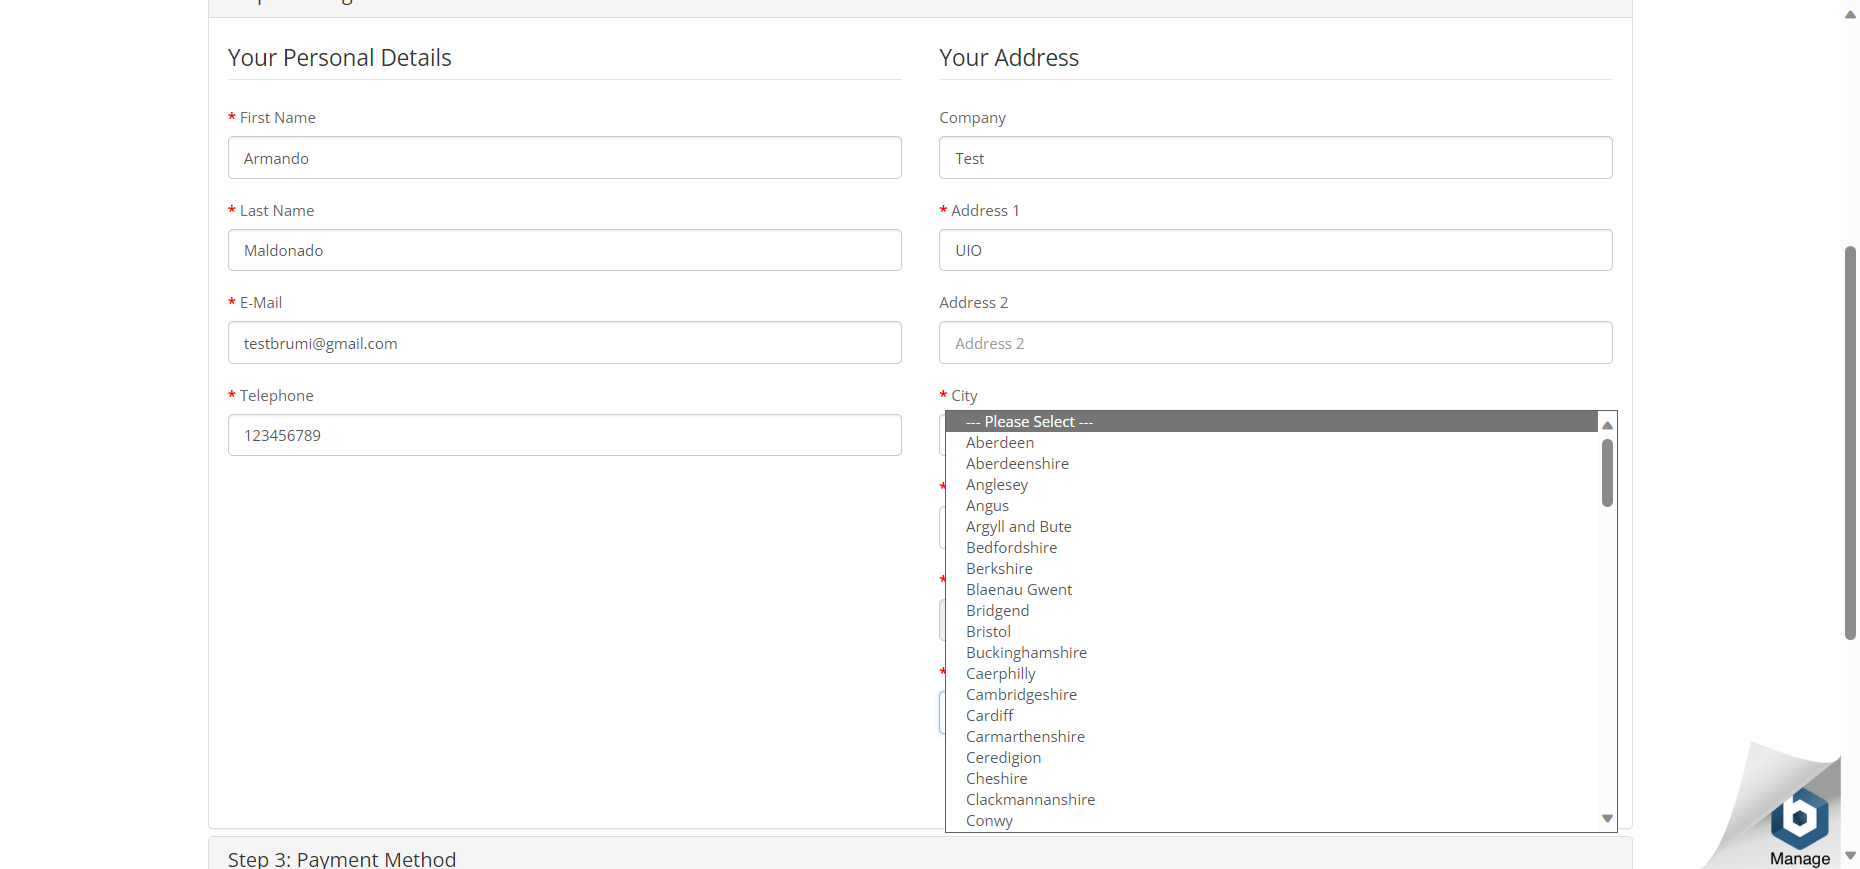 Your Personal Details
* First Name
Armando
* Last Name
Maldonado
* E-Mail
testbrumi@gmail.com
* Telephone
123456789
Your Address
Company
Test
* Address 1
UIO
Address 2
Address 2
* City
--- Please Select ---
Aberdeen
Aberdeenshire
Anglesey
Angus
Argyll and Bute
Bedfordshire
Berkshire
Blaenau Gwent
Bridgend
Bristol
Buckinghamshire
Caerphilly
Cambridgeshire
Cardiff
Carmarthenshire
Ceredigion
Cheshire
Clackmannanshire
Conwy
*
*
*
Step 3: Payment Method
b
Manage